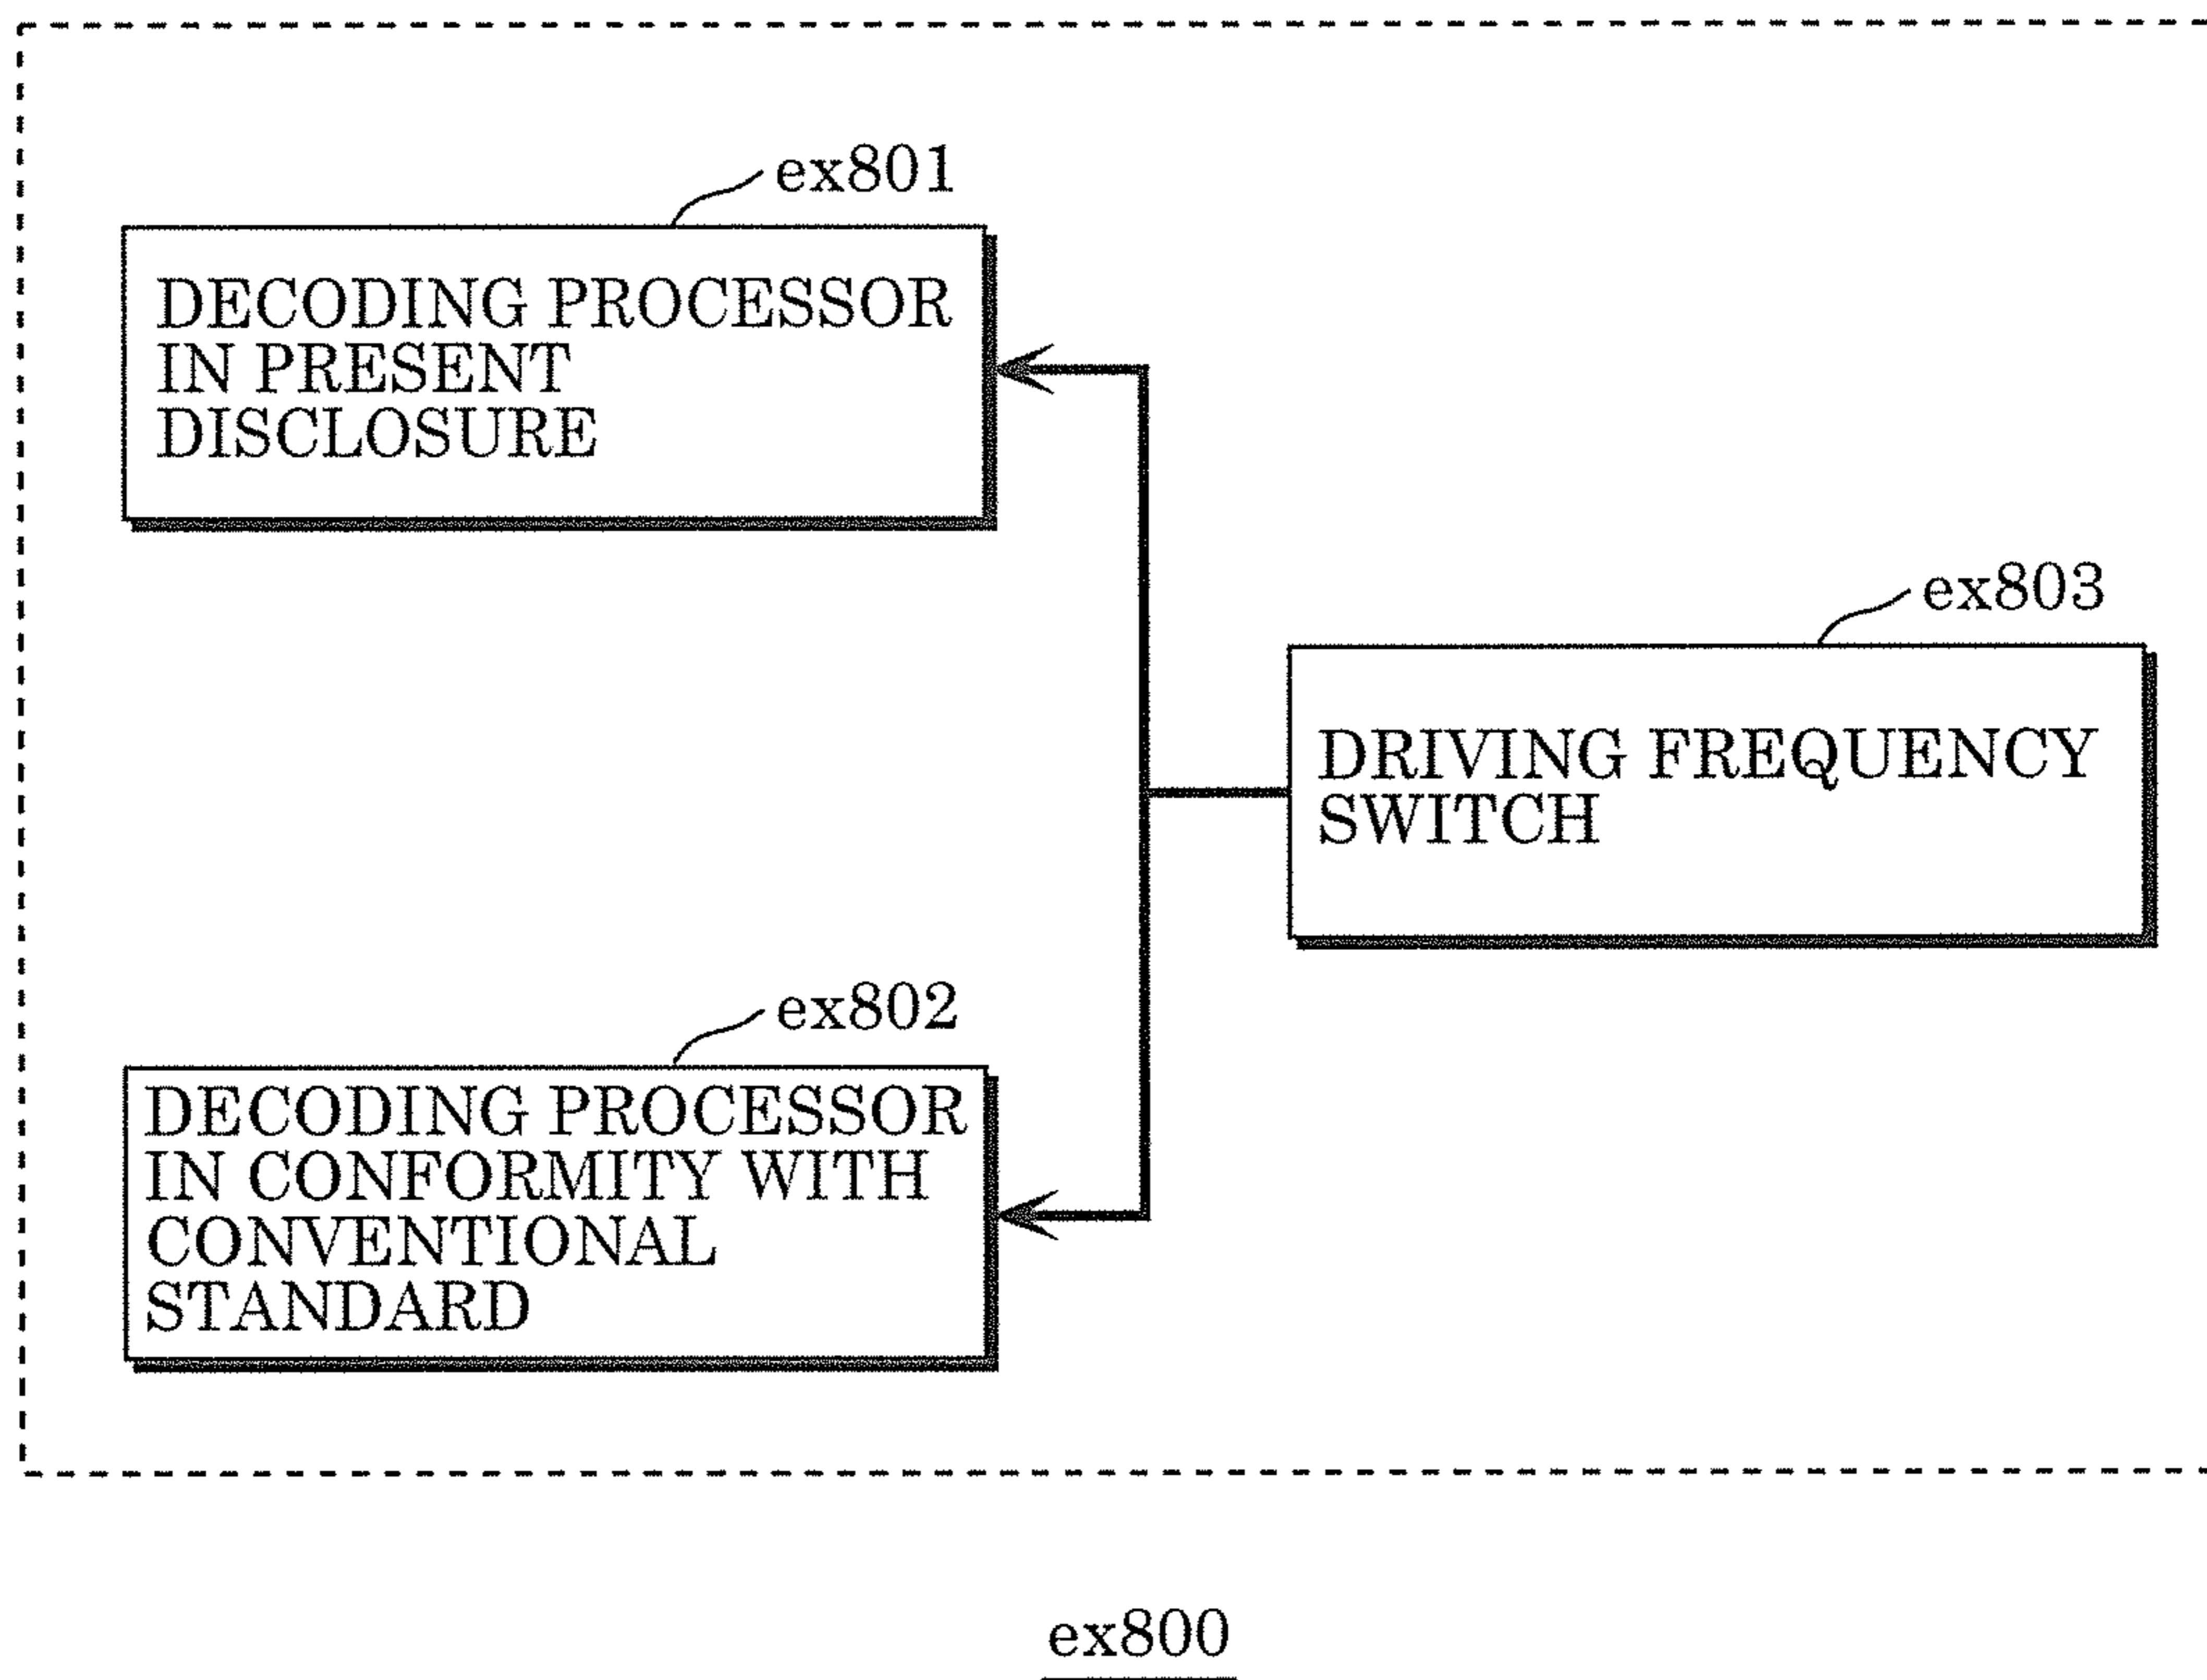 ex801
DECODING PROCESSOR
IN PRESENT
DISCLOSURE
ex803
DRIVING FREQUENCY
SWITCH
ex802
DECODING PROCESSOR
IN CONFORMITY WITH
CONVENTIONAL
STANDARD
ex800